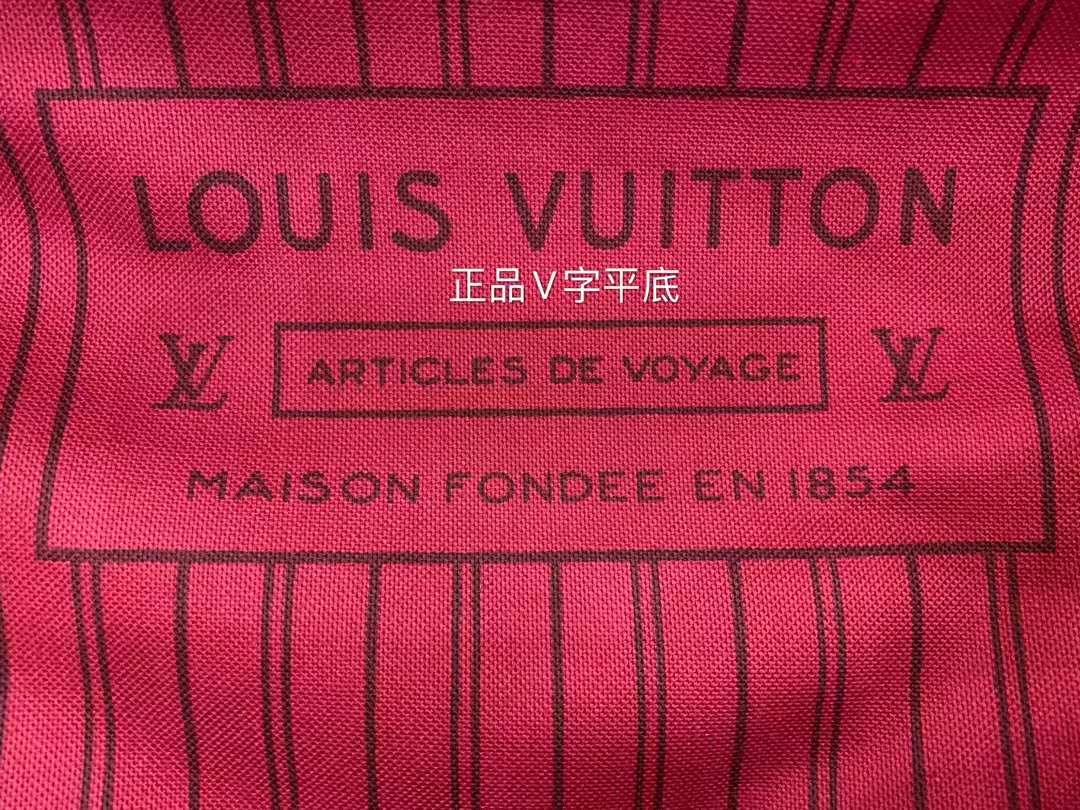 LOUIS VUITTON
正品V字平底
LV ARTICLES DE VOYAGE LV
MAISON FONDEE EN 1854